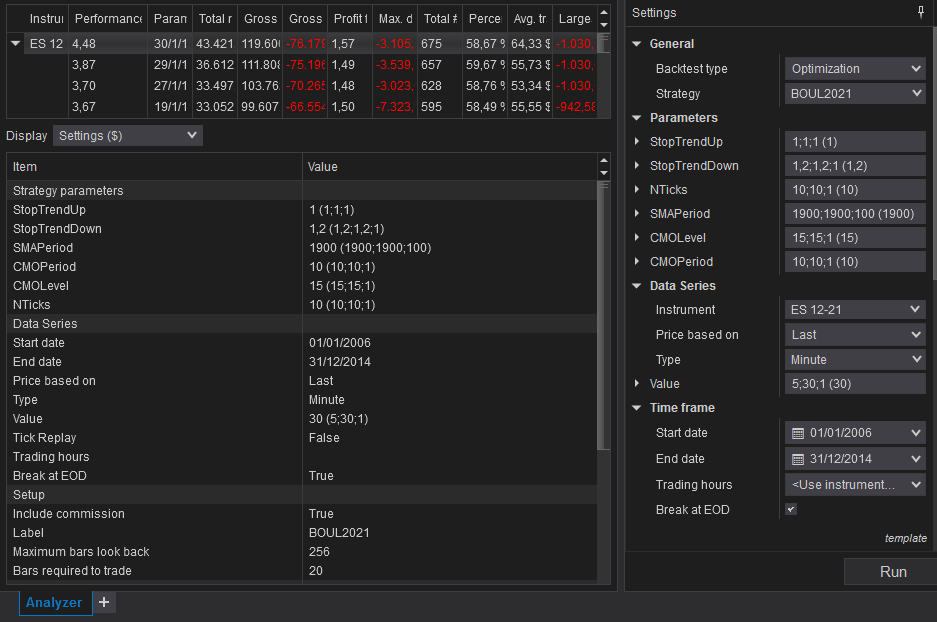 Instru Performance Param Total r Gross Gross Profit f Max. d Total # Perce Avg. tr Large
ES 12 4,48 30/1/1 43.421 119.600 -76.179 1,57 -3.105, 675 58,67 % 64,33 $ -1.030,
3,87 29/1/1 36.612 111.808 -75.196 1,49 -3.539, 657 59,67 % 55,73 $ -1.030,
3,70 27/1/1 33.497 103.76 -70.265 1,48 -3.023, 628 58,76 % 53,34 $ -1.030,
3,67 19/1/1 33.052 99.607 -66.554 1,50 -7.323, 595 58,49 % 55,55 $ -942,58
Display Settings ($)
Item Value
Strategy parameters
StopTrendUp 1 (1;1;1)
StopTrendDown 1,2 (1,2;1,2;1)
SMAPeriod 1900 (1900;1900;100)
CMOPeriod 10 (10;10;1)
CMOLevel 15 (15;15;1)
NTicks 10 (10;10;1)
Data Series
Start date 01/01/2006
End date 31/12/2014
Price based on Last
Type Minute
Value 30 (5;30;1)
Tick Replay False
Trading hours
Break at EOD True
Setup
Include commission True
Label BOUL2021
Maximum bars look back 256
Bars required to trade 20
Analyzer +
Settings
General
Backtest type Optimization
Strategy BOUL2021
Parameters
StopTrendUp 1;1;1 (1)
StopTrendDown 1,2;1,2;1 (1,2)
NTicks 10;10;1 (10)
SMAPeriod 1900;1900;100 (1900)
CMOLevel 15;15;1 (15)
CMOPeriod 10;10;1 (10)
Data Series
Instrument ES 12-21
Price based on Last
Type Minute
Value 5;30;1 (30)
Time frame
Start date 01/01/2006
End date 31/12/2014
Trading hours <Use instrument...
Break at EOD
template
Run